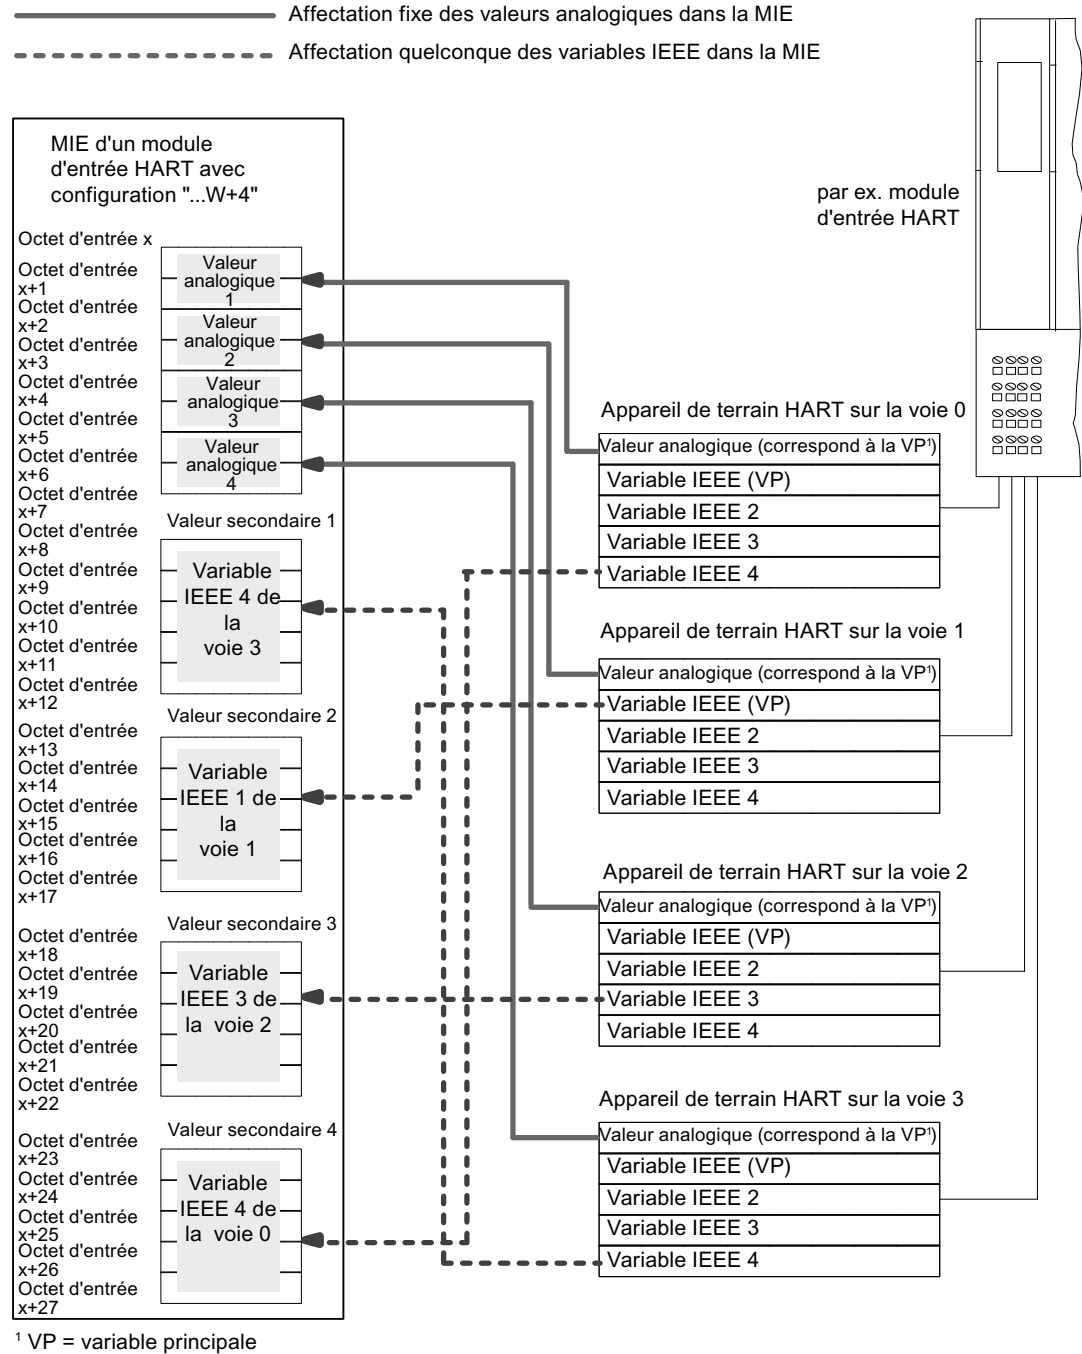 Affectation fixe des valeurs analogiques dans la MIE
Affectation quelconque des variables IEEE dans la MIE
MIE d'un module
d'entrée HART avec
configuration "...W+4"
par ex. module
d'entrée HART
Octet d'entrée x
Octet d'entrée
x+1
Octet d'entrée
x+2
Octet d'entrée
x+3
Octet d'entrée
x+4
Octet d'entrée
x+5
Octet d'entrée
x+6
Octet d'entrée
x+7
Octet d'entrée
x+8
Octet d'entrée
x+9
Octet d'entrée
x+10
Octet d'entrée
x+11
Octet d'entrée
x+12
Octet d'entrée
x+13
Octet d'entrée
x+14
Octet d'entrée
x+15
Octet d'entrée
x+16
Octet d'entrée
x+17
Octet d'entrée
x+18
Octet d'entrée
x+19
Octet d'entrée
x+20
Octet d'entrée
x+21
Octet d'entrée
x+22
Octet d'entrée
x+23
Octet d'entrée
x+24
Octet d'entrée
x+25
Octet d'entrée
x+26
Octet d'entrée
x+27
Valeur
analogique
1
Valeur
analogique
2
Valeur
analogique
3
Valeur
analogique
4
Valeur secondaire 1
Variable
IEEE 4 de
la
voie 3
Valeur secondaire 2
Variable
IEEE 1 de
la
voie 1
Valeur secondaire 3
Variable
IEEE 3 de
la voie 2
Valeur secondaire 4
Variable
IEEE 4 de
la voie 0
Appareil de terrain HART sur la voie 0
Valeur analogique (correspond à la VP¹)
Variable IEEE (VP)
Variable IEEE 2
Variable IEEE 3
Variable IEEE 4
Appareil de terrain HART sur la voie 1
Valeur analogique (correspond à la VP¹)
Variable IEEE (VP)
Variable IEEE 2
Variable IEEE 3
Variable IEEE 4
Appareil de terrain HART sur la voie 2
Valeur analogique (correspond à la VP¹)
Variable IEEE (VP)
Variable IEEE 2
Variable IEEE 3
Variable IEEE 4
Appareil de terrain HART sur la voie 3
Valeur analogique (correspond à la VP¹)
Variable IEEE (VP)
Variable IEEE 2
Variable IEEE 3
Variable IEEE 4
¹ VP = variable principale